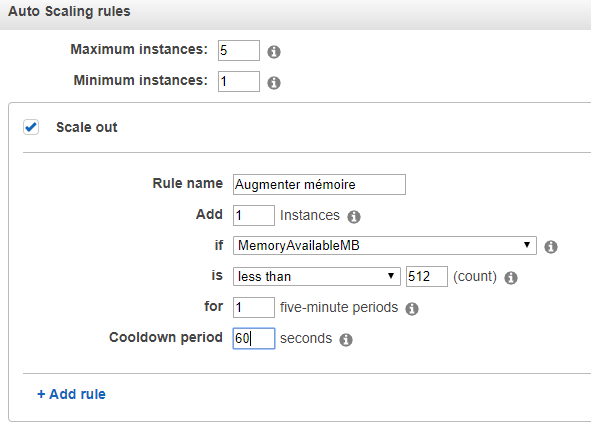 Auto Scaling rules
Maximum instances: 5
Minimum instances: 1
Scale out
Rule name Augmenter mémoire
Add 1 Instances
if MemoryAvailableMB
is less than 512 (count)
for 1 five-minute periods
Cooldown period 60 seconds
+ Add rule